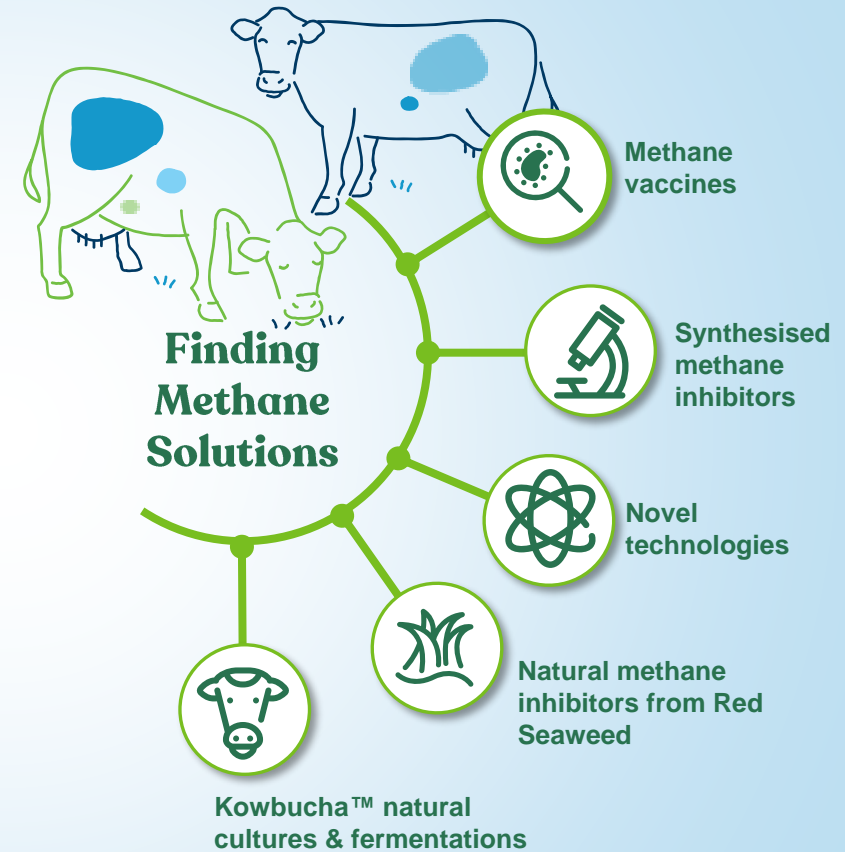 Finding
Methane
Solutions
Methane
vaccines
Synthesised
methane
inhibitors
Novel
technologies
Natural methane
inhibitors from Red
Seaweed
Kowbucha™ natural
cultures & fermentations